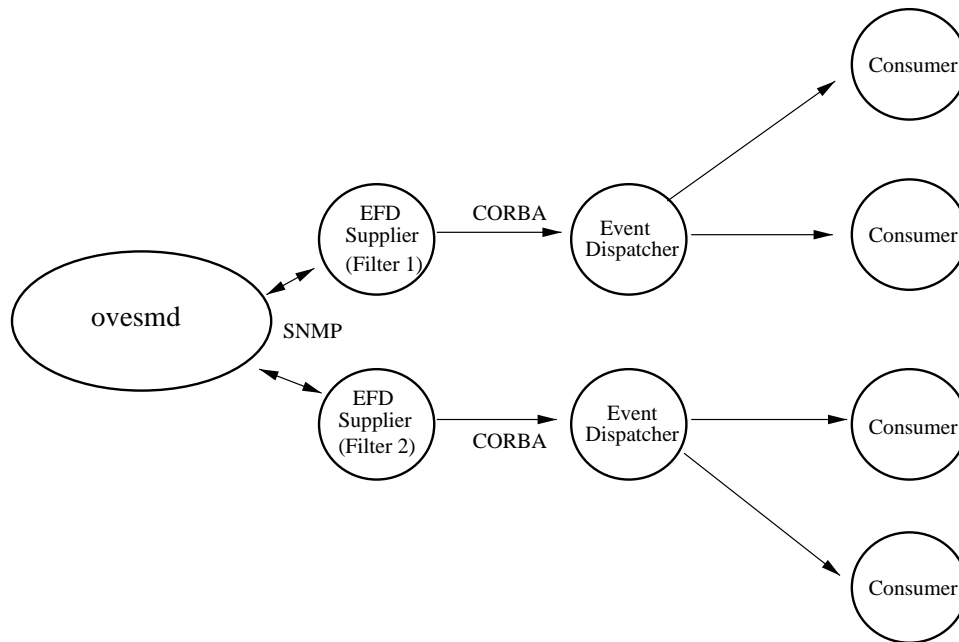 Consumer
EFD
Supplier
(Filter 1)
CORBA
Event
Dispatcher
Consumer
ovesmd
SNMP
EFD
Supplier
(Filter 2)
CORBA
Event
Dispatcher
Consumer
Consumer